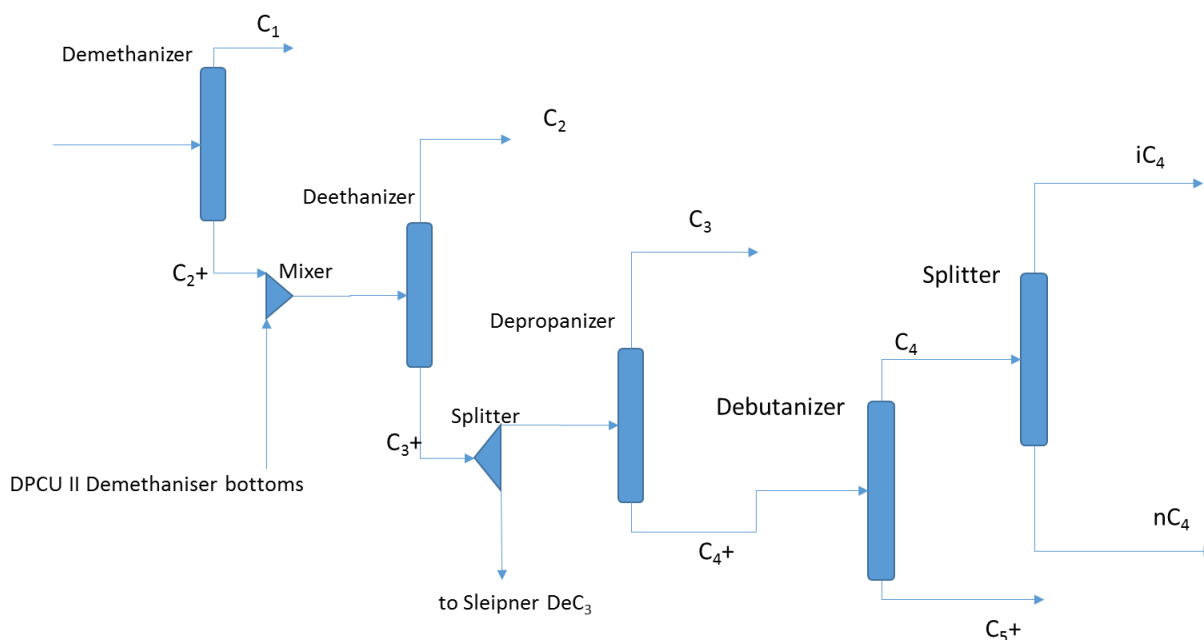 C₁
Demethanizer
C₂
iC₄
Deethanizer
C₃
C₂+
Mixer
Splitter
Depropanizer
C₄
Debutanizer
Splitter
C₃+
DPCU II Demethaniser bottoms
nC₄
C₄+
to Sleipner DeC₃
C₅+